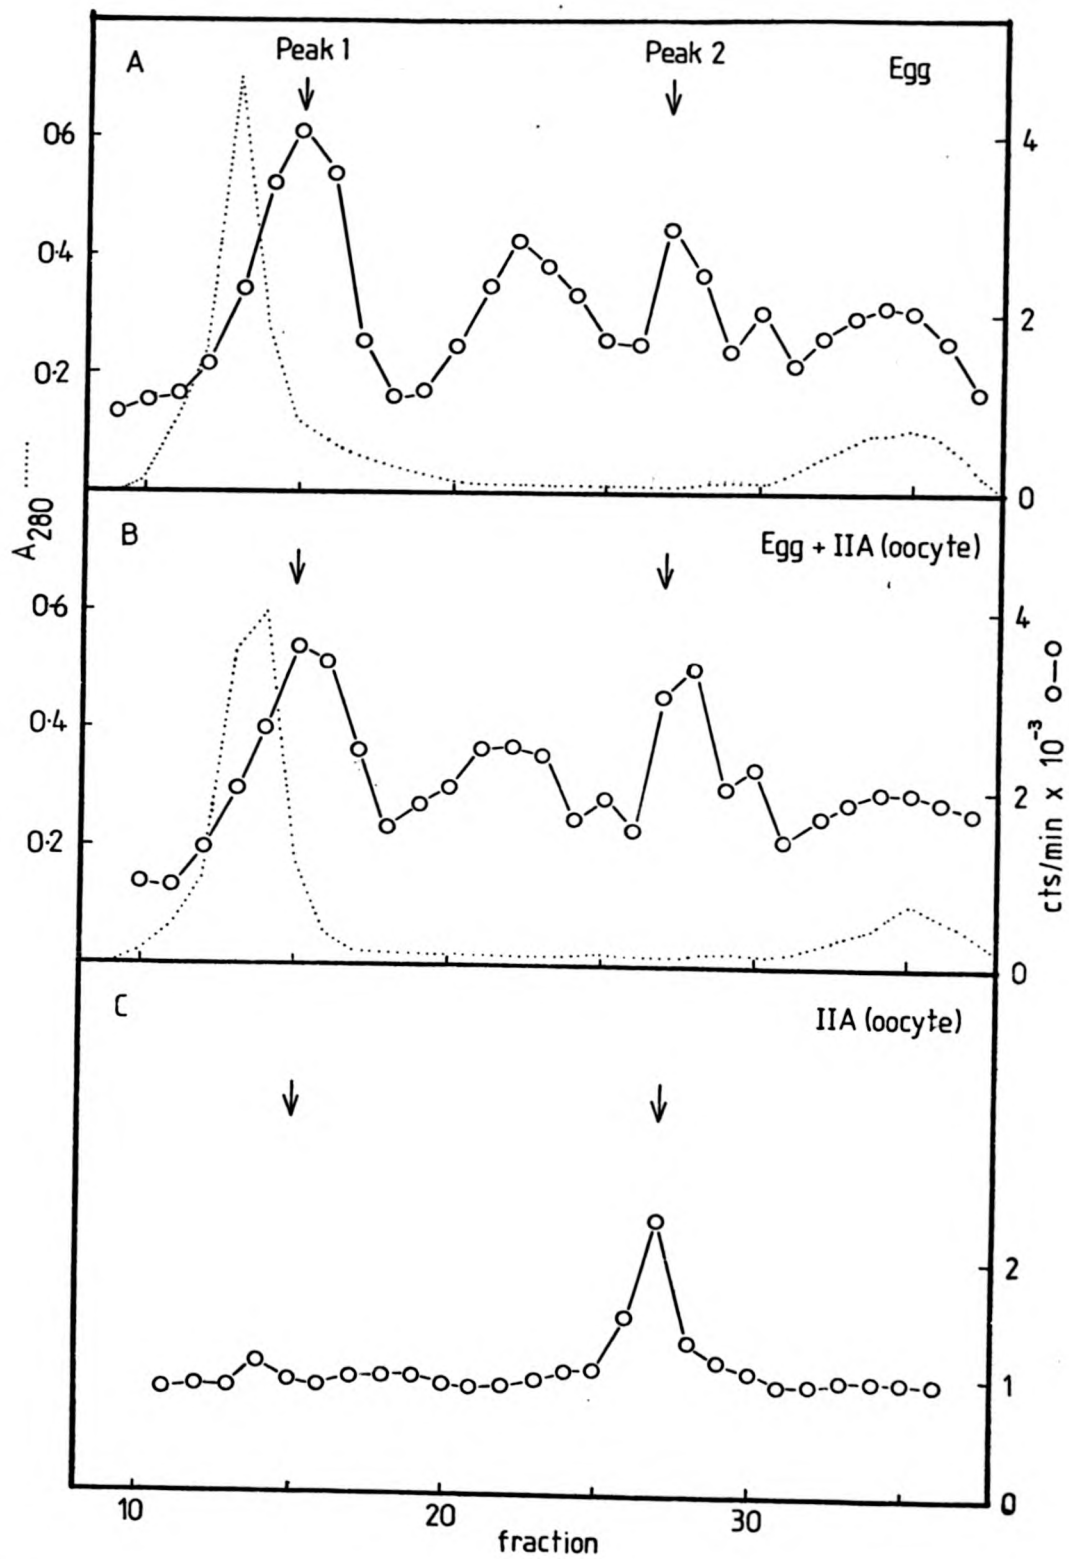 A
Peak 1
Peak 2
Egg
06
0·4
0·2
4
2
0
A280 ......
B
Egg + IIA (oocyte)
0·6
0·4
0·2
4
2
0
cts/min x 10⁻³ o—o
C
IIA (oocyte)
2
1
0
10
20
30
fraction